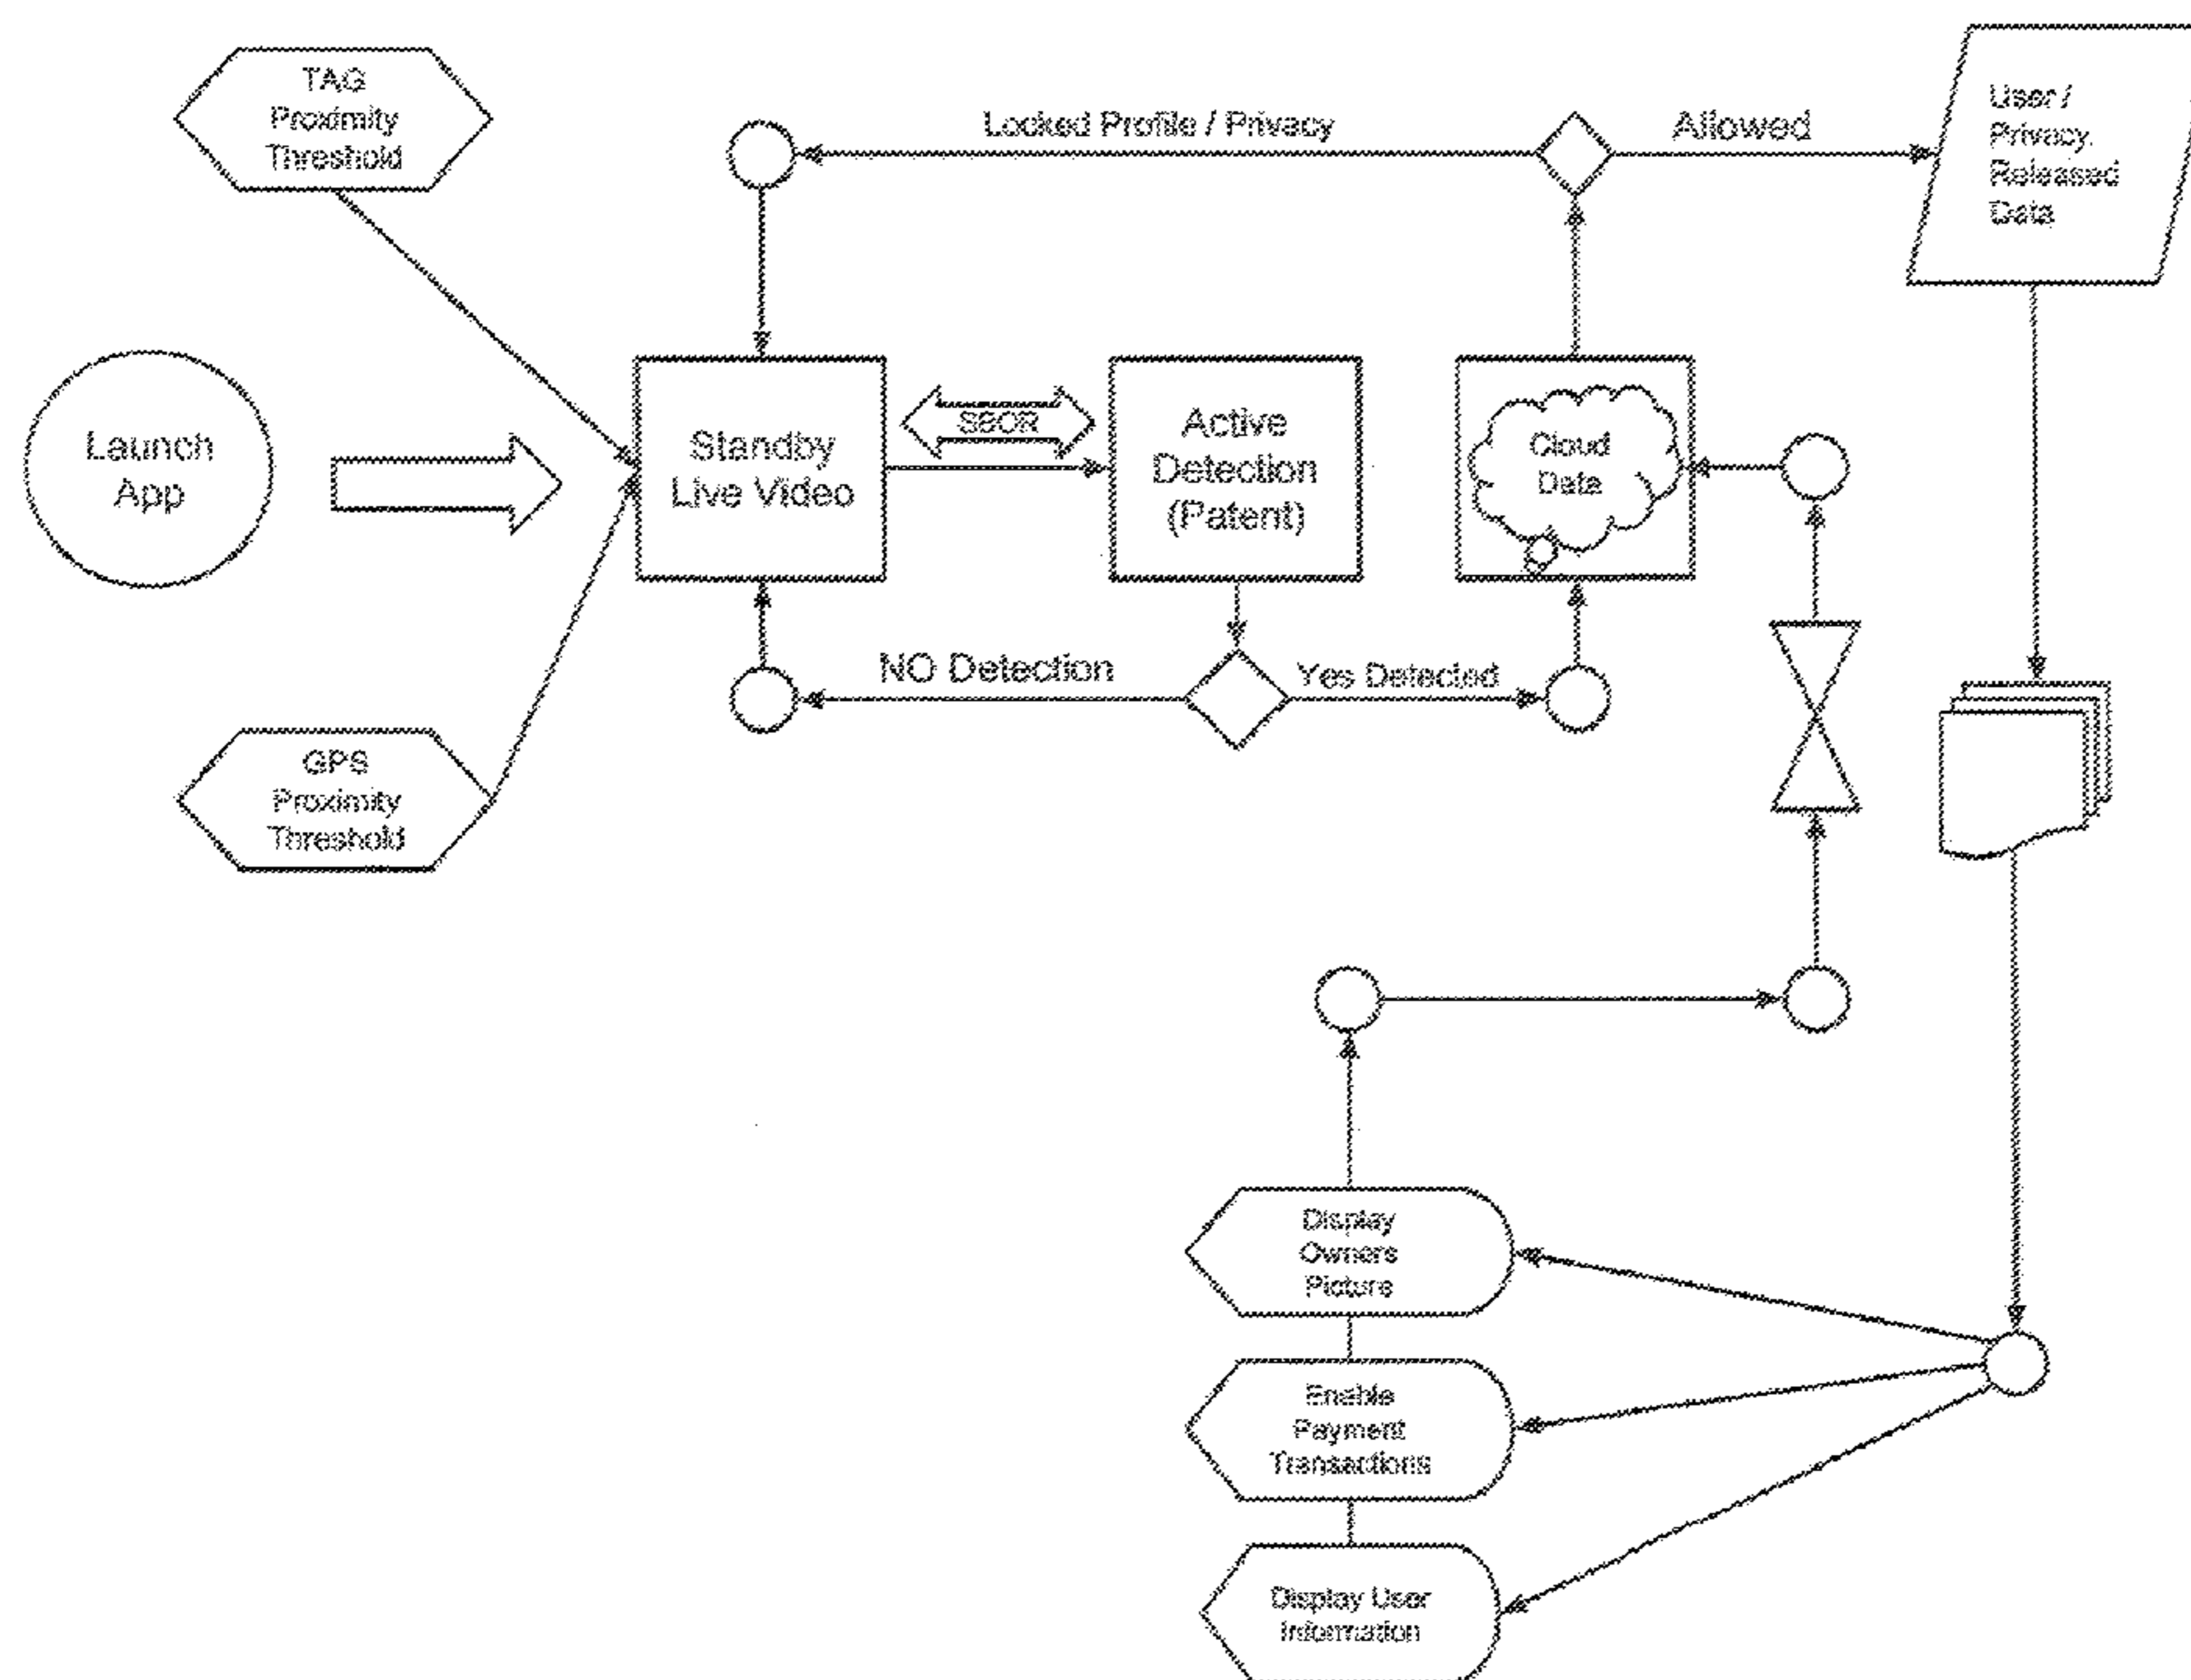 TAG
Proximity
Threshold
Locked Profile / Privacy
Allowed
User /
Privacy.
Released
Data
Launch
App
Standby
Live Video
Active
Detection
(Patent)
Cloud
Data
NO Detection
Yes Detected
GPS
Proximity
Threshold
Display
Owners
Picture
Enable
Payment
Transactions
Display User
Information